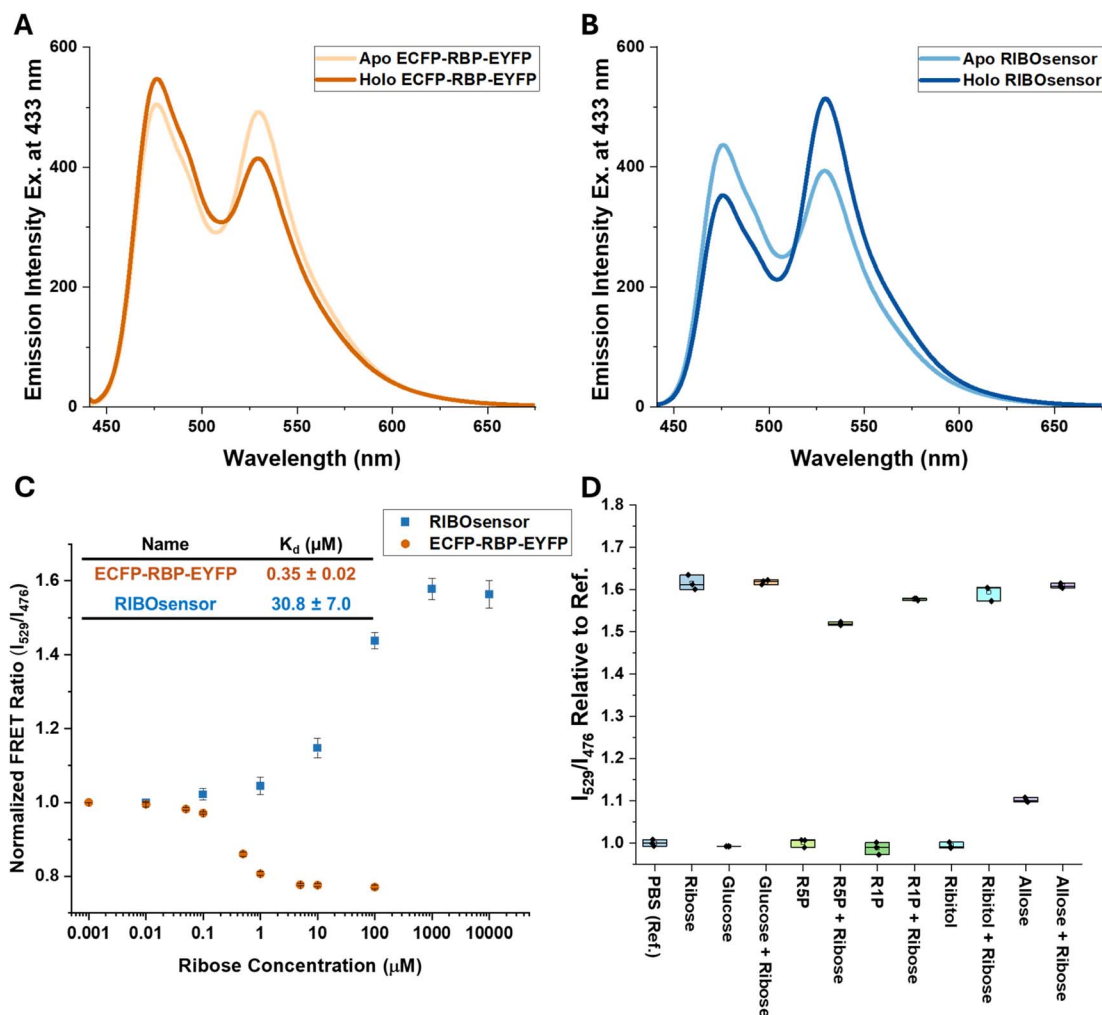 A
Emission Intensity Ex. at 433 nm
600
400
200
0
450
500
550
600
650
Wavelength (nm)
Apo ECFP-RBP-EYFP
Holo ECFP-RBP-EYFP
B
Emission Intensity Ex. at 433 nm
600
400
200
0
450
500
550
600
650
Wavelength (nm)
Apo RIBOsensor
Holo RIBOsensor
C
RIBOsensor
ECFP-RBP-EYFP
Name Kd (μM)
ECFP-RBP-EYFP 0.35 ± 0.02
RIBOsensor 30.8 ± 7.0
Normalized FRET Ratio (I529/I476)
1.6
1.4
1.2
1.0
0.8
0.001
0.01
0.1
1
10
100
1000
10000
Ribose Concentration (μM)
D
I529/I476 Relative to Ref.
1.8
1.7
1.6
1.5
1.4
1.3
1.2
1.1
1.0
PBS (Ref.)
Ribose
Glucose
Glucose + Ribose
R5P
R5P + Ribose
R1P
R1P + Ribose
Ribitol
Ribitol + Ribose
Allose
Allose + Ribose